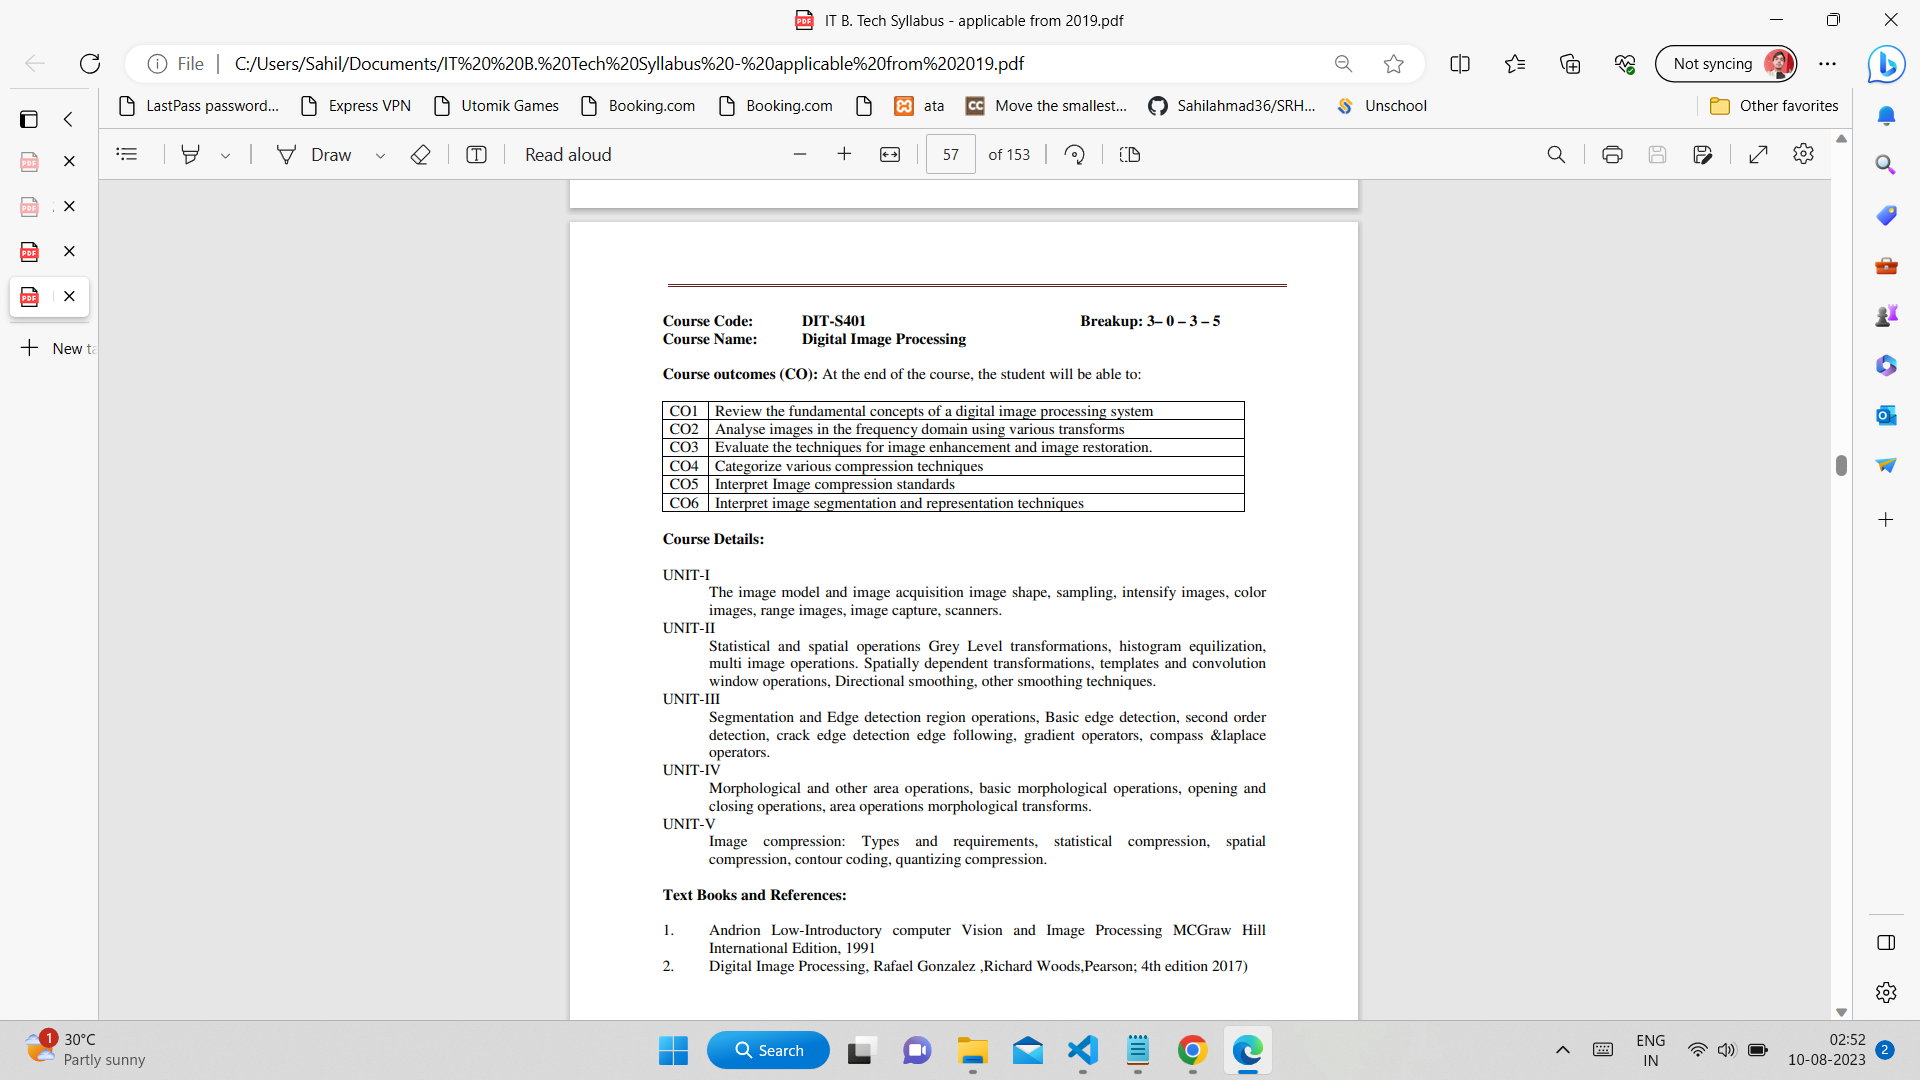 IT B. Tech Syllabus - applicable from 2019.pdf
File
C:/Users/Sahil/Documents/IT%20%20B.%20Tech%20Syllabus%20-%20applicable%20from%202019.pdf
Not syncing
LastPass password...
Express VPN
Utomik Games
Booking.com
Booking.com
ata
CC
Move the smallest...
Sahilahmad36/SRH...
Unschool
Other favorites
Draw
Read aloud
57
of 153
New ta
Course Code: DIT-S401 Breakup: 3– 0 – 3 – 5
Course Name: Digital Image Processing
Course outcomes (CO): At the end of the course, the student will be able to:
CO1 Review the fundamental concepts of a digital image processing system
CO2 Analyse images in the frequency domain using various transforms
CO3 Evaluate the techniques for image enhancement and image restoration.
CO4 Categorize various compression techniques
CO5 Interpret Image compression standards
CO6 Interpret image segmentation and representation techniques
Course Details:
UNIT-I
The image model and image acquisition image shape, sampling, intensify images, color
images, range images, image capture, scanners.
UNIT-II
Statistical and spatial operations Grey Level transformations, histogram equilization,
multi image operations. Spatially dependent transformations, templates and convolution
window operations, Directional smoothing, other smoothing techniques.
UNIT-III
Segmentation and Edge detection region operations, Basic edge detection, second order
detection, crack edge detection edge following, gradient operators, compass &laplace
operators.
UNIT-IV
Morphological and other area operations, basic morphological operations, opening and
closing operations, area operations morphological transforms.
UNIT-V
Image compression: Types and requirements, statistical compression, spatial
compression, contour coding, quantizing compression.
Text Books and References:
1. Andrion Low-Introductory computer Vision and Image Processing MCGraw Hill
International Edition, 1991
2. Digital Image Processing, Rafael Gonzalez ,Richard Woods,Pearson; 4th edition 2017)
1
30°C
Partly sunny
Search
ENG
IN
02:52
10-08-2023
2